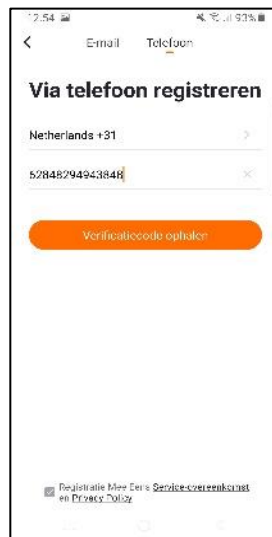 12.54 93%
E-mail Telefoon
Via telefoon registreren
Netherlands +31
52848294943848
Verificatiecode ophalen
Registratie Mee Eens Service-overeenkomst
en Privacy Policy